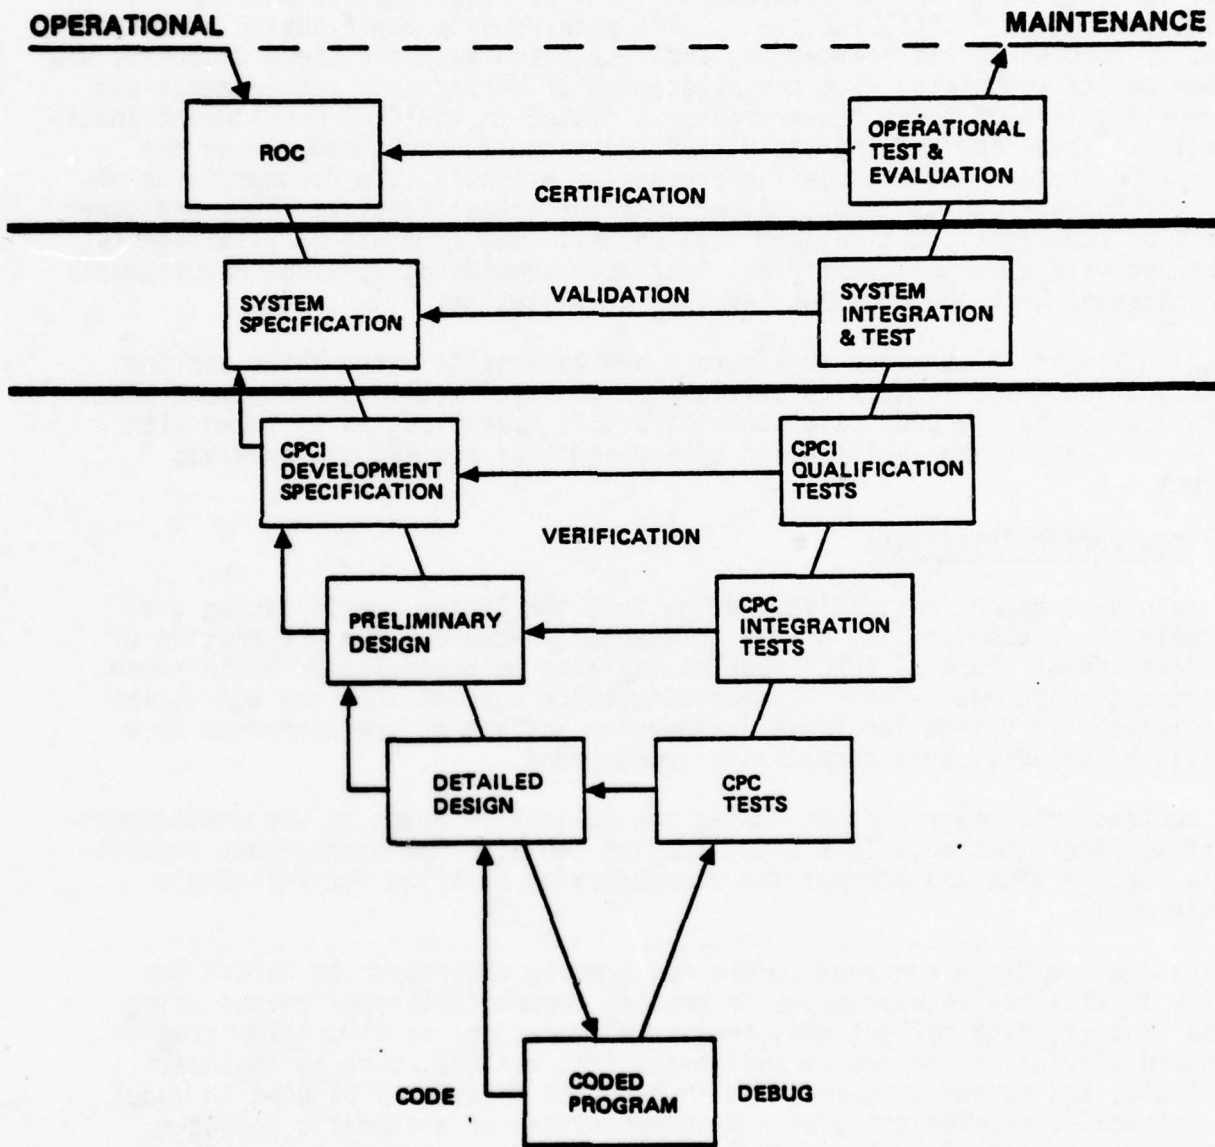 OPERATIONAL
MAINTENANCE
ROC
OPERATIONAL
TEST &
EVALUATION
CERTIFICATION
SYSTEM
SPECIFICATION
VALIDATION
SYSTEM
INTEGRATION
& TEST
CPCI
DEVELOPMENT
SPECIFICATION
CPCI
QUALIFICATION
TESTS
VERIFICATION
PRELIMINARY
DESIGN
CPC
INTEGRATION
TESTS
DETAILED
DESIGN
CPC
TESTS
CODE
CODED
PROGRAM
DEBUG